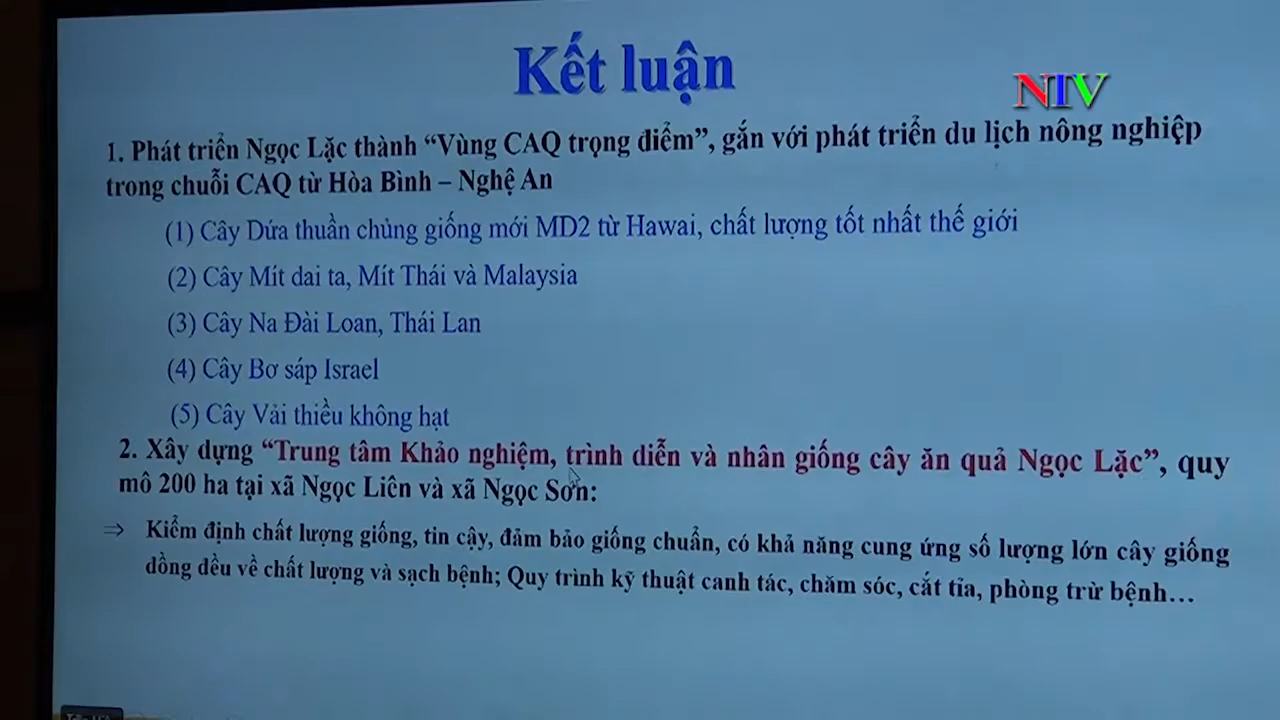 Kết luận
NIV
1. Phát triển Ngọc Lặc thành “Vùng CAQ trọng điểm”, gắn với phát triển du lịch nông nghiệp
trong chuỗi CAQ từ Hòa Bình – Nghệ An
(1) Cây Dứa thuần chủng giống mới MD2 từ Hawai, chất lượng tốt nhất thế giới
(2) Cây Mít dai ta, Mít Thái và Malaysia
(3) Cây Na Đài Loan, Thái Lan
(4) Cây Bơ sáp Israel
(5) Cây Vải thiều không hạt
2. Xây dựng “Trung tâm Khảo nghiệm, trình diễn và nhân giống cây ăn quả Ngọc Lặc”, quy
mô 200 ha tại xã Ngọc Liên và xã Ngọc Sơn:
⇒ Kiểm định chất lượng giống, tin cậy, đảm bảo giống chuẩn, có khả năng cung ứng số lượng lớn cây giống
đồng đều về chất lượng và sạch bệnh; Quy trình kỹ thuật canh tác, chăm sóc, cắt tỉa, phòng trừ bệnh…